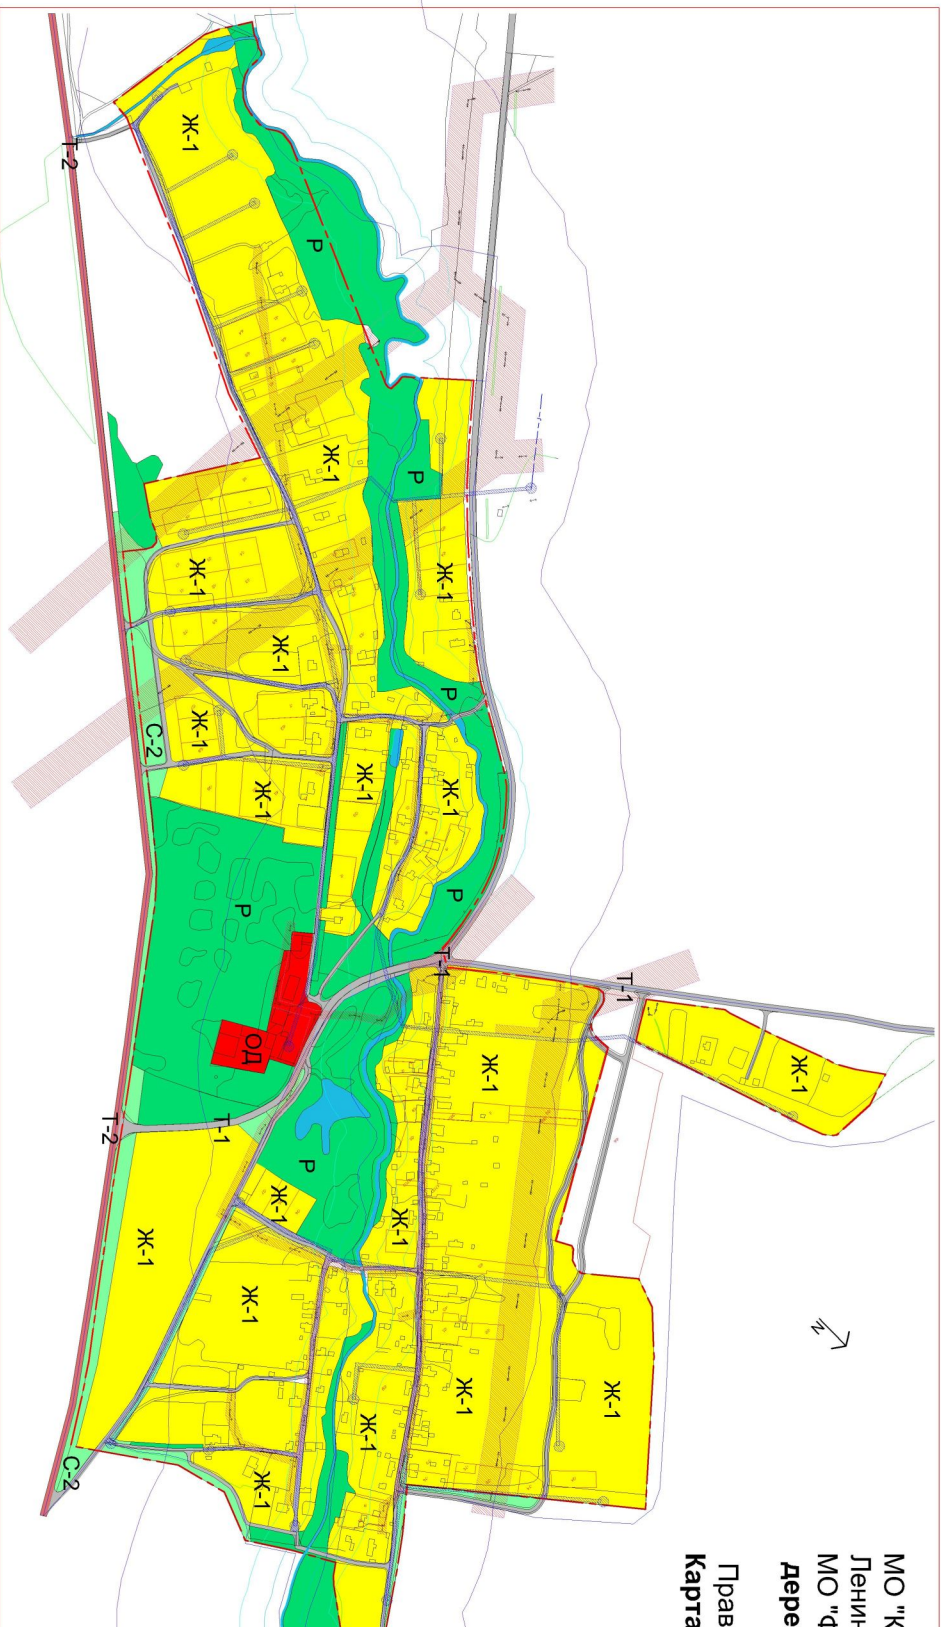 МО "К
Ленин
МО "Ф
дере
Прав
Карта
N
Ж-1
Т-1
Ж-1
Ж-1
Ж-1
Р
Ж-1
Р
Ж-1
Т-1
Р
Ж-1
Ж-1
Ж-1
Ж-1
Р
Р
Ж-1
Ж-1
Ж-1
Ж-1
ОД
Ж-1
Р
Т-1
Ж-1
Ж-1
Ж-1
С-2
Ж-1
Т-2
С-2
Т-2